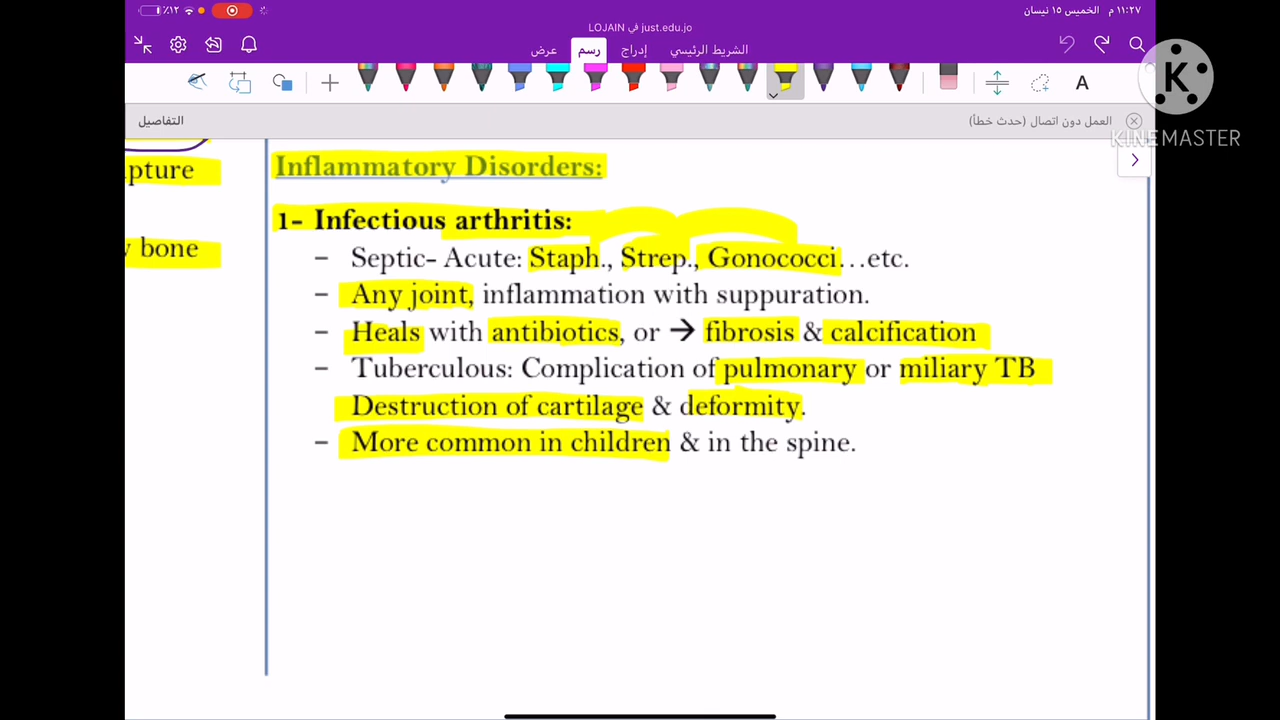 ١١:٢٧ م الخميس ١٥ نيسان
٪١٢
LOJAIN في just.edu.jo
الشريط الرئيسي إدراج رسم عرض
A
العمل دون اتصال (حدث خطأ)
التفاصيل
K
KINEMASTER
pture
bone
Inflammatory Disorders:
1- Infectious arthritis:
– Septic- Acute: Staph., Strep., Gonococci…etc.
– Any joint, inflammation with suppuration.
– Heals with antibiotics, or → fibrosis & calcification
– Tuberculous: Complication of pulmonary or miliary TB
Destruction of cartilage & deformity.
– More common in children & in the spine.